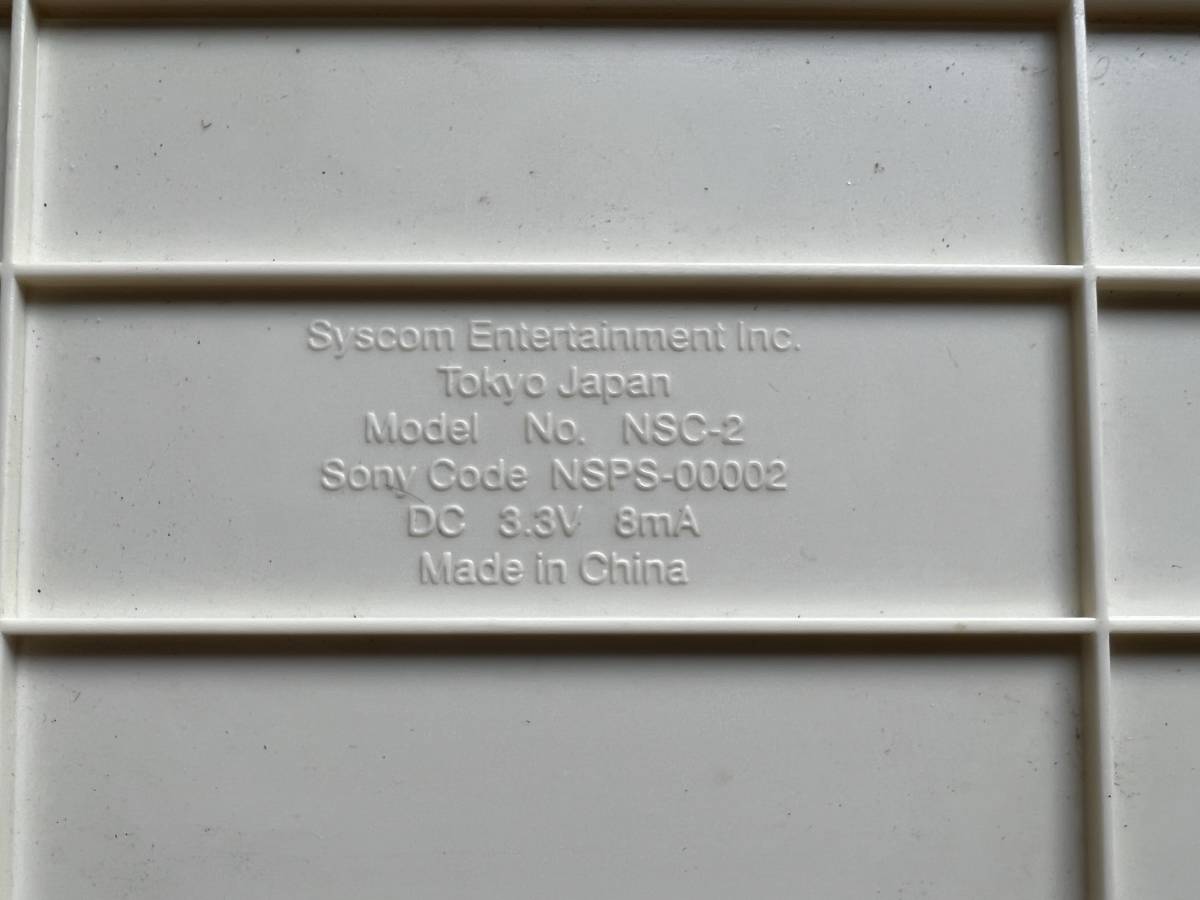 Syscom Entertainment Inc.
Tokyo Japan
Model No. NSC-2
Sony Code NSPS-00002
DC 3.3V 8mA
Made in China